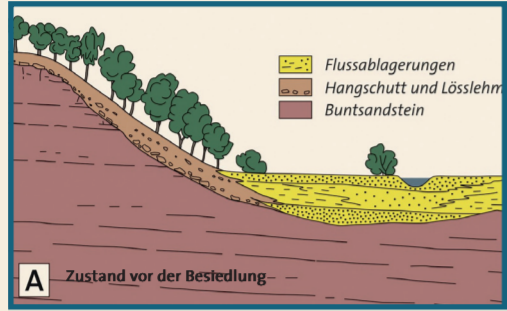 Flussablagerungen
Hangschutt und Lösslehm
Buntsandstein
A Zustand vor der Besiedlung